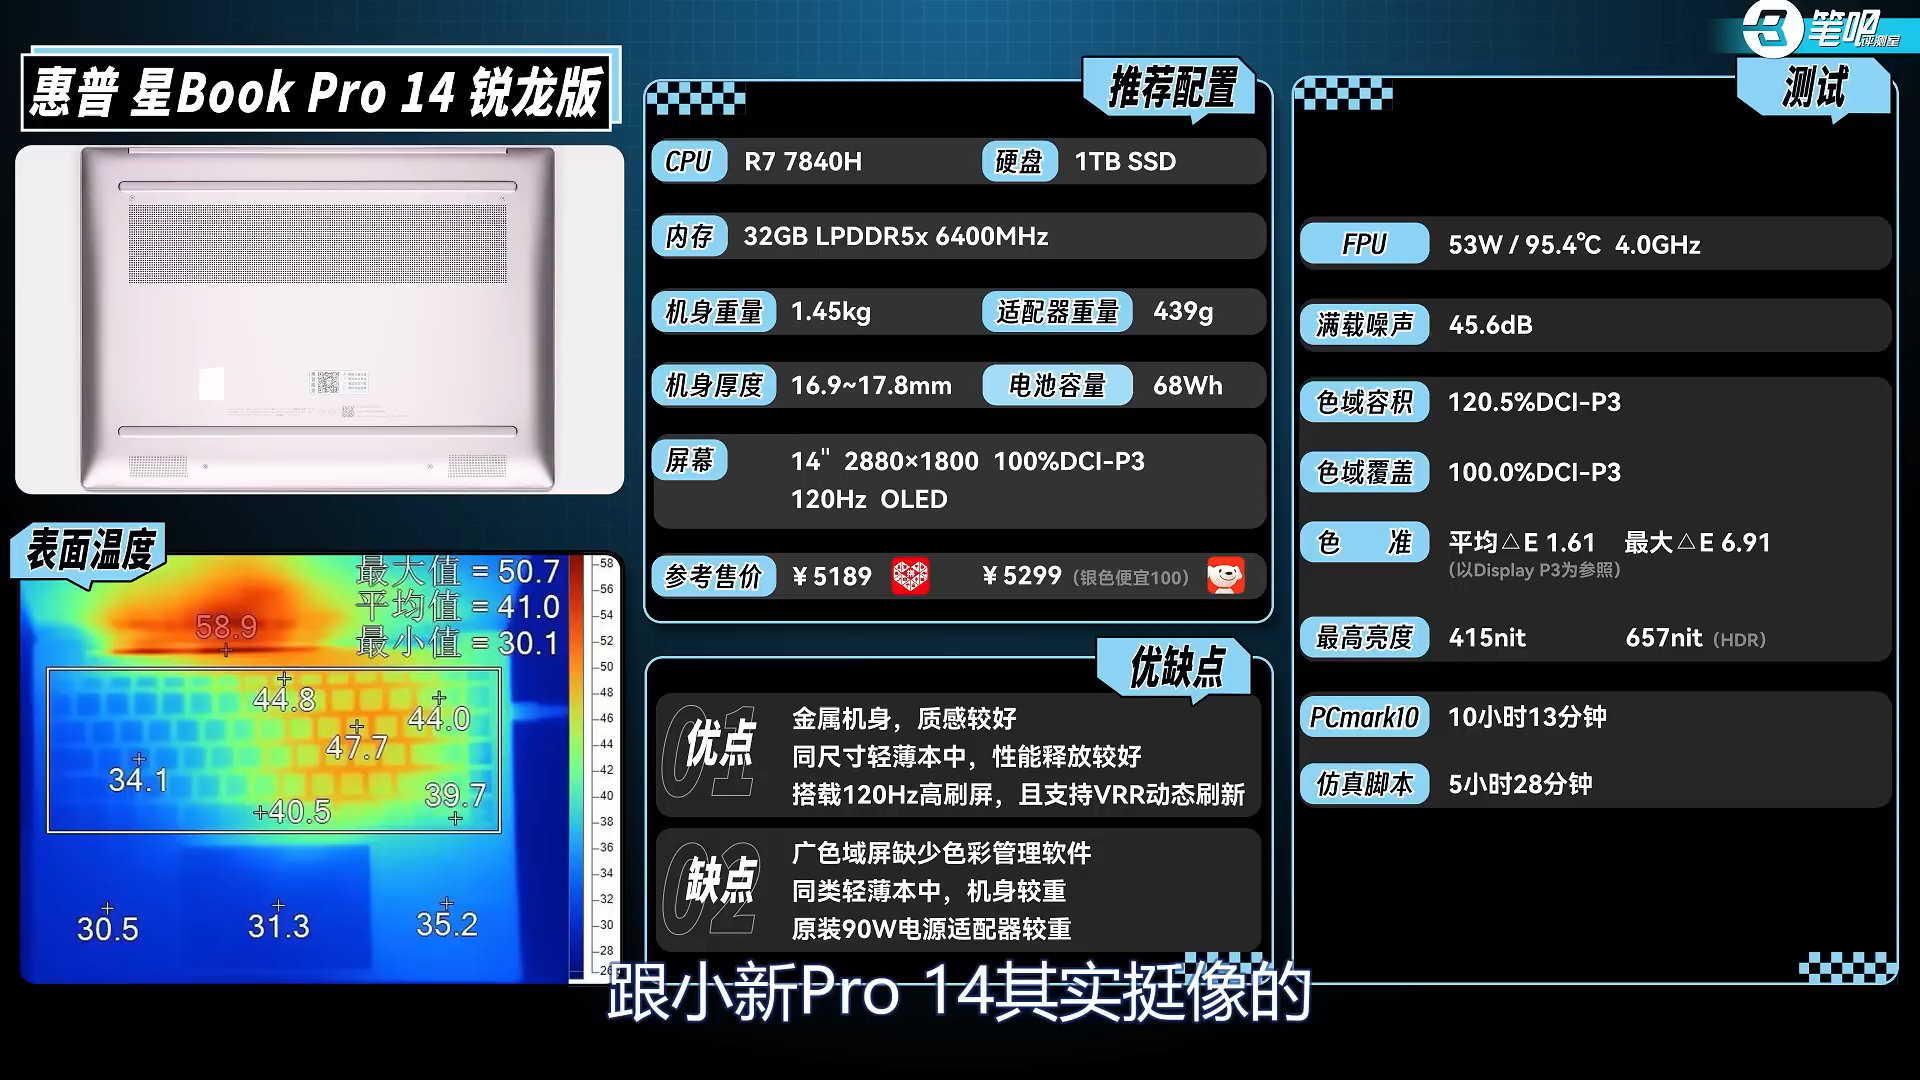 笔吧评测室
惠普 星Book Pro 14 锐龙版
推荐配置
CPU R7 7840H 硬盘 1TB SSD
内存 32GB LPDDR5x 6400MHz
机身重量 1.45kg 适配器重量 439g
机身厚度 16.9~17.8mm 电池容量 68Wh
屏幕 14" 2880×1800 100%DCI-P3
120Hz OLED
参考售价 ¥5189 ¥5299 (银色便宜100)
优缺点
01
优点
金属机身，质感较好
同尺寸轻薄本中，性能释放较好
搭载120Hz高刷屏，且支持VRR动态刷新
02
缺点
广色域屏缺少色彩管理软件
同类轻薄本中，机身较重
原装90W电源适配器较重
测试
FPU 53W / 95.4℃ 4.0GHz
满载噪声 45.6dB
色域容积 120.5%DCI-P3
色域覆盖 100.0%DCI-P3
色准 平均△E 1.61 最大△E 6.91
(以Display P3为参照)
最高亮度 415nit 657nit (HDR)
PCmark10 10小时13分钟
仿真脚本 5小时28分钟
表面温度
最大值 = 50.7
平均值 = 41.0
最小值 = 30.1
58.9
44.8
44.0
47.7
34.1
40.5
39.7
30.5
31.3
35.2
58
56
54
52
50
48
46
44
42
40
38
36
34
32
30
28
26
跟小新Pro 14其实挺像的